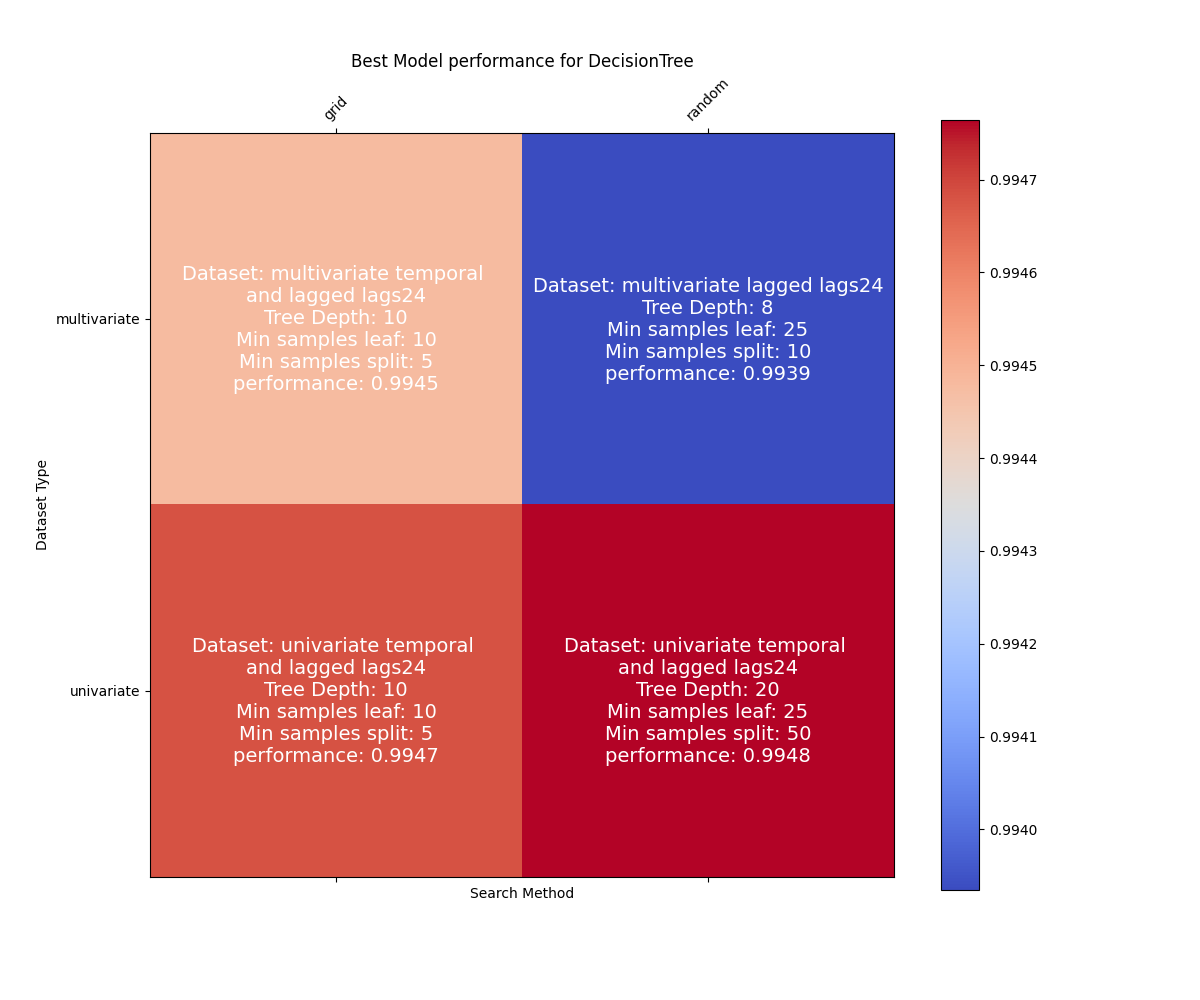 Best Model performance for DecisionTree
grid
random
multivariate
univariate
Dataset Type
Search Method
Dataset: multivariate temporal
and lagged lags24
Tree Depth: 10
Min samples leaf: 10
Min samples split: 5
performance: 0.9945
Dataset: multivariate lagged lags24
Tree Depth: 8
Min samples leaf: 25
Min samples split: 10
performance: 0.9939
Dataset: univariate temporal
and lagged lags24
Tree Depth: 10
Min samples leaf: 10
Min samples split: 5
performance: 0.9947
Dataset: univariate temporal
and lagged lags24
Tree Depth: 20
Min samples leaf: 25
Min samples split: 50
performance: 0.9948
0.9947
0.9946
0.9945
0.9944
0.9943
0.9942
0.9941
0.9940